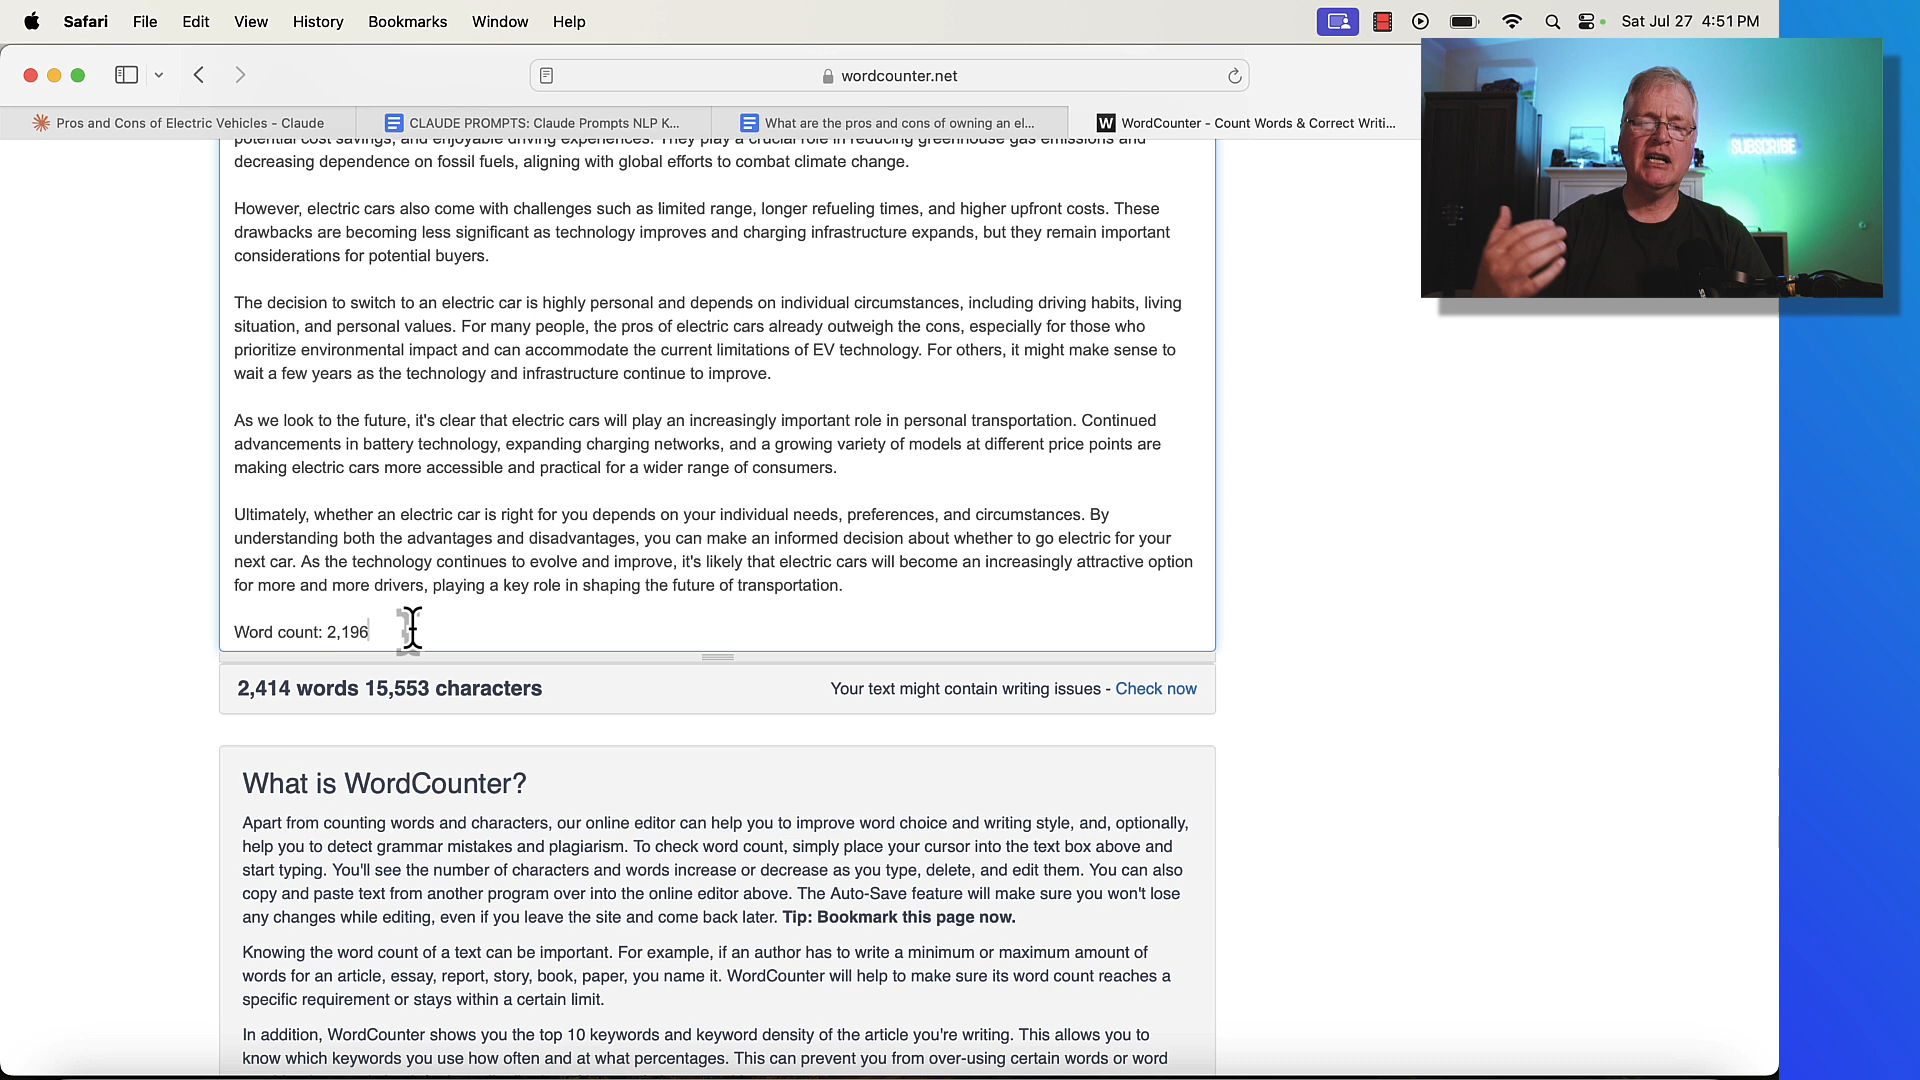 Safari File Edit View History Bookmarks Window Help
Sat Jul 27 4:51 PM
wordcounter.net
Pros and Cons of Electric Vehicles - Claude
CLAUDE PROMPTS: Claude Prompts NLP K...
What are the pros and cons of owning an el...
W WordCounter - Count Words & Correct Writi...
SUBSCRIBE
potential cost savings, and enjoyable driving experiences. They play a crucial role in reducing greenhouse gas emissions and
decreasing dependence on fossil fuels, aligning with global efforts to combat climate change.
However, electric cars also come with challenges such as limited range, longer refueling times, and higher upfront costs. These
drawbacks are becoming less significant as technology improves and charging infrastructure expands, but they remain important
considerations for potential buyers.
The decision to switch to an electric car is highly personal and depends on individual circumstances, including driving habits, living
situation, and personal values. For many people, the pros of electric cars already outweigh the cons, especially for those who
prioritize environmental impact and can accommodate the current limitations of EV technology. For others, it might make sense to
wait a few years as the technology and infrastructure continue to improve.
As we look to the future, it's clear that electric cars will play an increasingly important role in personal transportation. Continued
advancements in battery technology, expanding charging networks, and a growing variety of models at different price points are
making electric cars more accessible and practical for a wider range of consumers.
Ultimately, whether an electric car is right for you depends on your individual needs, preferences, and circumstances. By
understanding both the advantages and disadvantages, you can make an informed decision about whether to go electric for your
next car. As the technology continues to evolve and improve, it's likely that electric cars will become an increasingly attractive option
for more and more drivers, playing a key role in shaping the future of transportation.
Word count: 2,196
2,414 words 15,553 characters
Your text might contain writing issues - Check now
What is WordCounter?
Apart from counting words and characters, our online editor can help you to improve word choice and writing style, and, optionally,
help you to detect grammar mistakes and plagiarism. To check word count, simply place your cursor into the text box above and
start typing. You'll see the number of characters and words increase or decrease as you type, delete, and edit them. You can also
copy and paste text from another program over into the online editor above. The Auto-Save feature will make sure you won't lose
any changes while editing, even if you leave the site and come back later. Tip: Bookmark this page now.
Knowing the word count of a text can be important. For example, if an author has to write a minimum or maximum amount of
words for an article, essay, report, story, book, paper, you name it. WordCounter will help to make sure its word count reaches a
specific requirement or stays within a certain limit.
In addition, WordCounter shows you the top 10 keywords and keyword density of the article you're writing. This allows you to
know which keywords you use how often and at what percentages. This can prevent you from over-using certain words or word